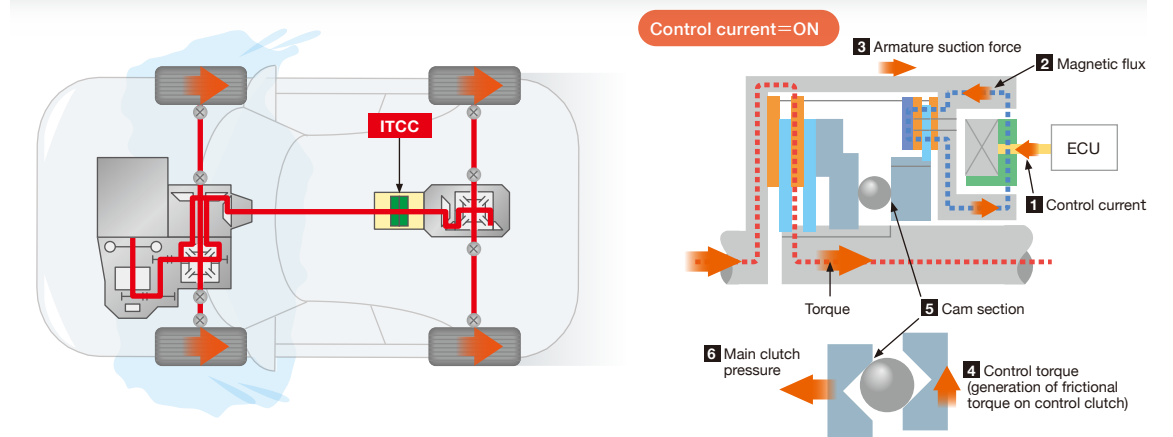 Control current=ON
ITCC
3 Armature suction force
2 Magnetic flux
ECU
1 Control current
Torque
5 Cam section
6 Main clutch
pressure
4 Control torque
(generation of frictional
torque on control clutch)